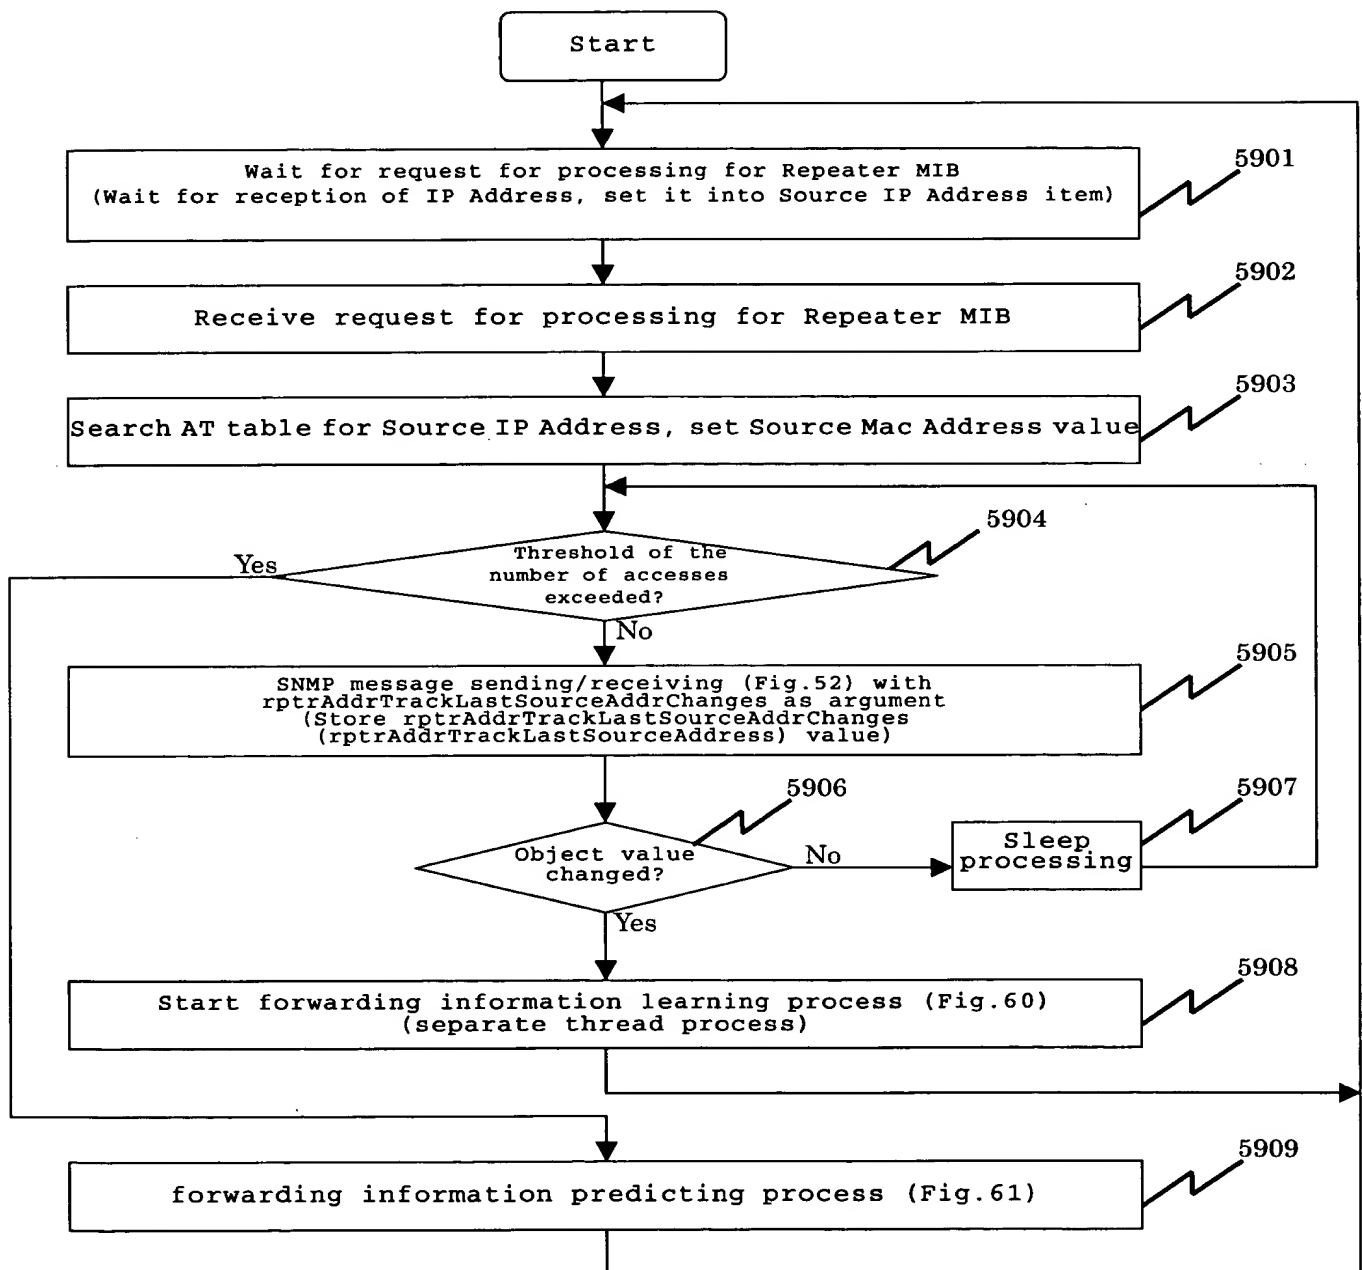 Start
Wait for request for processing for Repeater MIB
(Wait for reception of IP Address, set it into Source IP Address item)
5901
Receive request for processing for Repeater MIB
5902
Search AT table for Source IP Address, set Source Mac Address value
5903
Threshold of the
number of accesses
exceeded?
5904
Yes
No
SNMP message sending/receiving (Fig.52) with
rptrAddrTrackLastSourceAddrChanges as argument
(Store rptrAddrTrackLastSourceAddrChanges
(rptrAddrTrackLastSourceAddress) value)
5905
Object value
changed?
5906
No
Sleep
processing
5907
Yes
Start forwarding information learning process (Fig.60)
(separate thread process)
5908
forwarding information predicting process (Fig.61)
5909